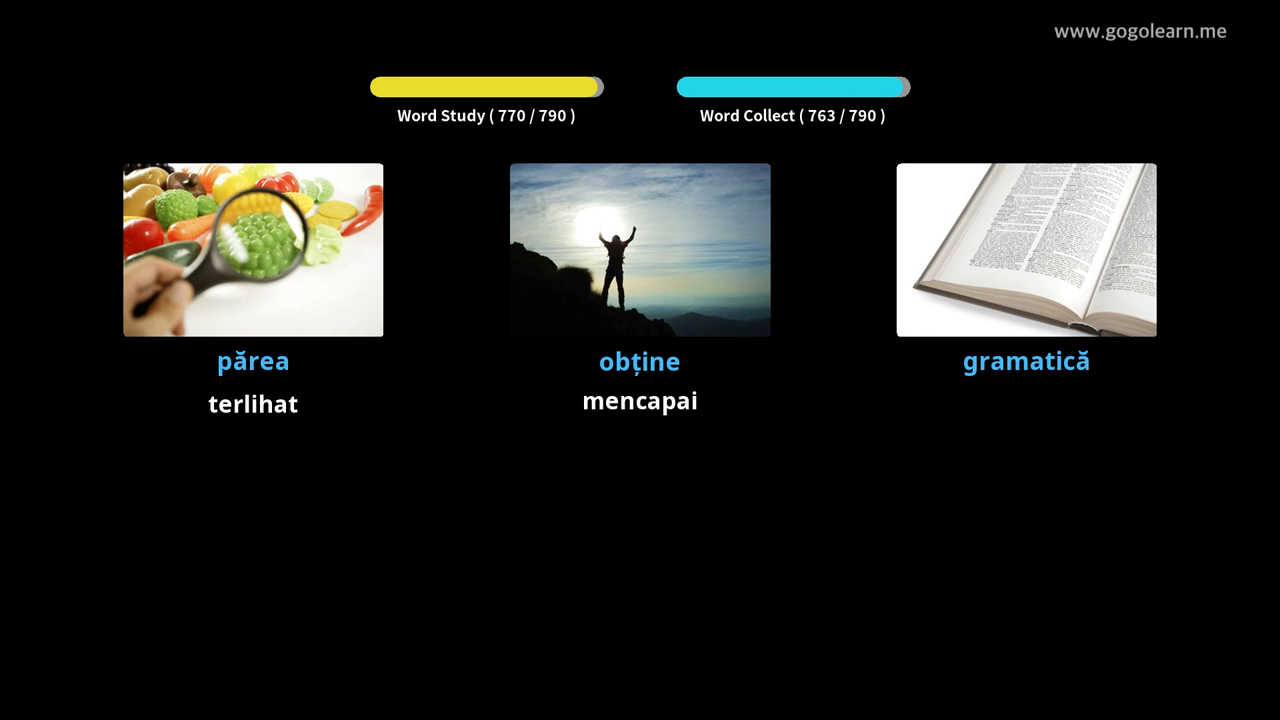 www.gogolearn.me
Word Study ( 770 / 790 )
Word Collect ( 763 / 790 )
părea
obține
gramatică
terlihat
mencapai